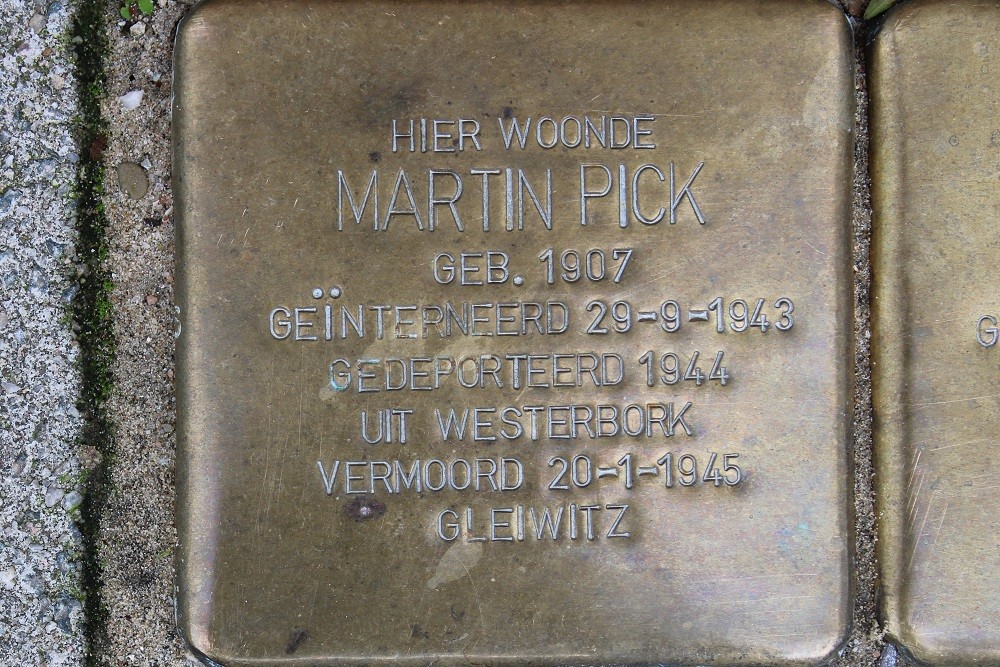 HIER WOONDE
MARTIN PICK
GEB. 1907
GEÏNTERNEERD 29-9-1943
GEDEPORTEERD 1944
UIT WESTERBORK
VERMOORD 20-1-1945
GLEIWITZ
G